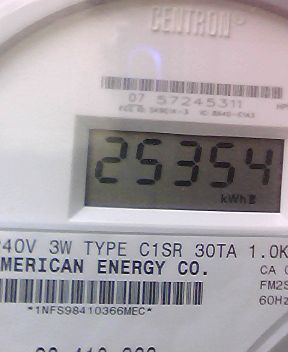 CENTRON®
07 57245311
25354
kWh
240V 3W TYPE C1SR 30TA 1.0K
AMERICAN ENERGY CO.
CA
FM2S
60Hz
*1NFS98410366MEC*